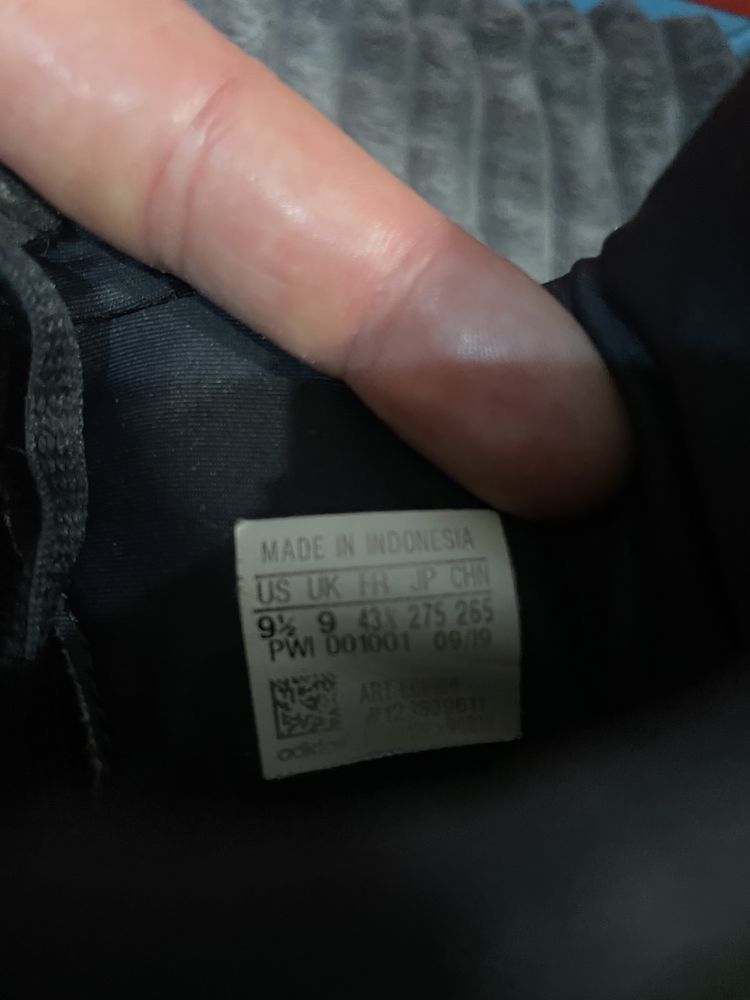 MADE IN INDONESIA
US UK FR JP CHN
9½ 9 43⅓ 275 265
PWI 001001 09/19
ART
adidas